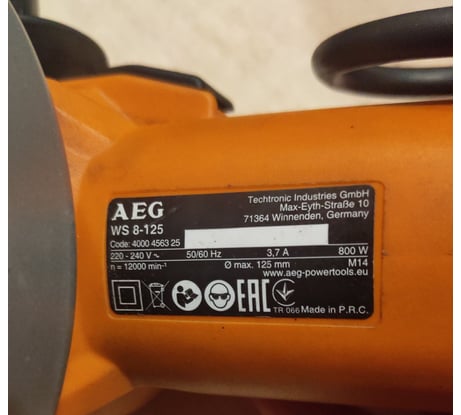 AEG
WS 8-125
Code: 4000 4563 25
Techtronic Industries GmbH
Max-Eyth-Straße 10
71364 Winnenden, Germany
220 - 240 V ~ 50/60 Hz 3,7 A 800 W
n = 12000 min⁻¹ Ø max. 125 mm M14
www.aeg-powertools.eu
EAC
TR 066 Made in P.R.C.